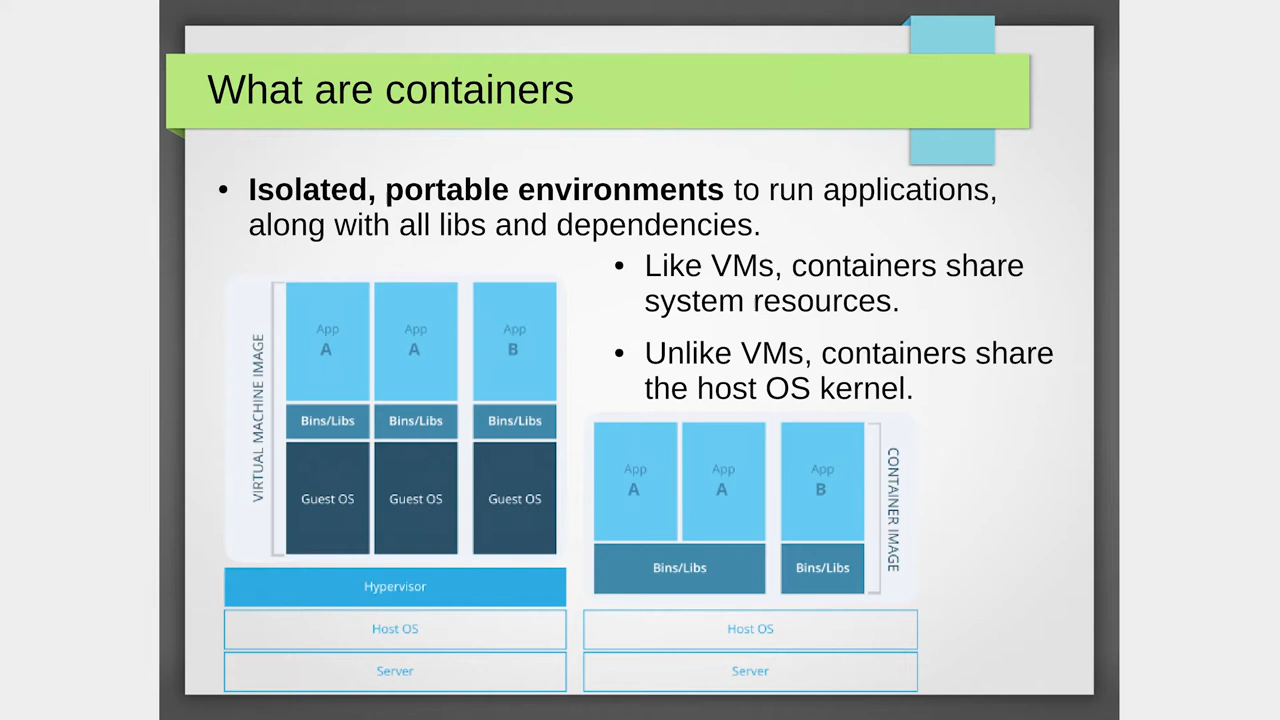 What are containers
• Isolated, portable environments to run applications,
along with all libs and dependencies.
• Like VMs, containers share
system resources.
• Unlike VMs, containers share
the host OS kernel.
VIRTUAL MACHINE IMAGE
App
A
App
A
App
B
Bins/Libs
Bins/Libs
Bins/Libs
Guest OS
Guest OS
Guest OS
Hypervisor
Host OS
Server
App
A
App
A
App
B
CONTAINER IMAGE
Bins/Libs
Bins/Libs
Host OS
Server